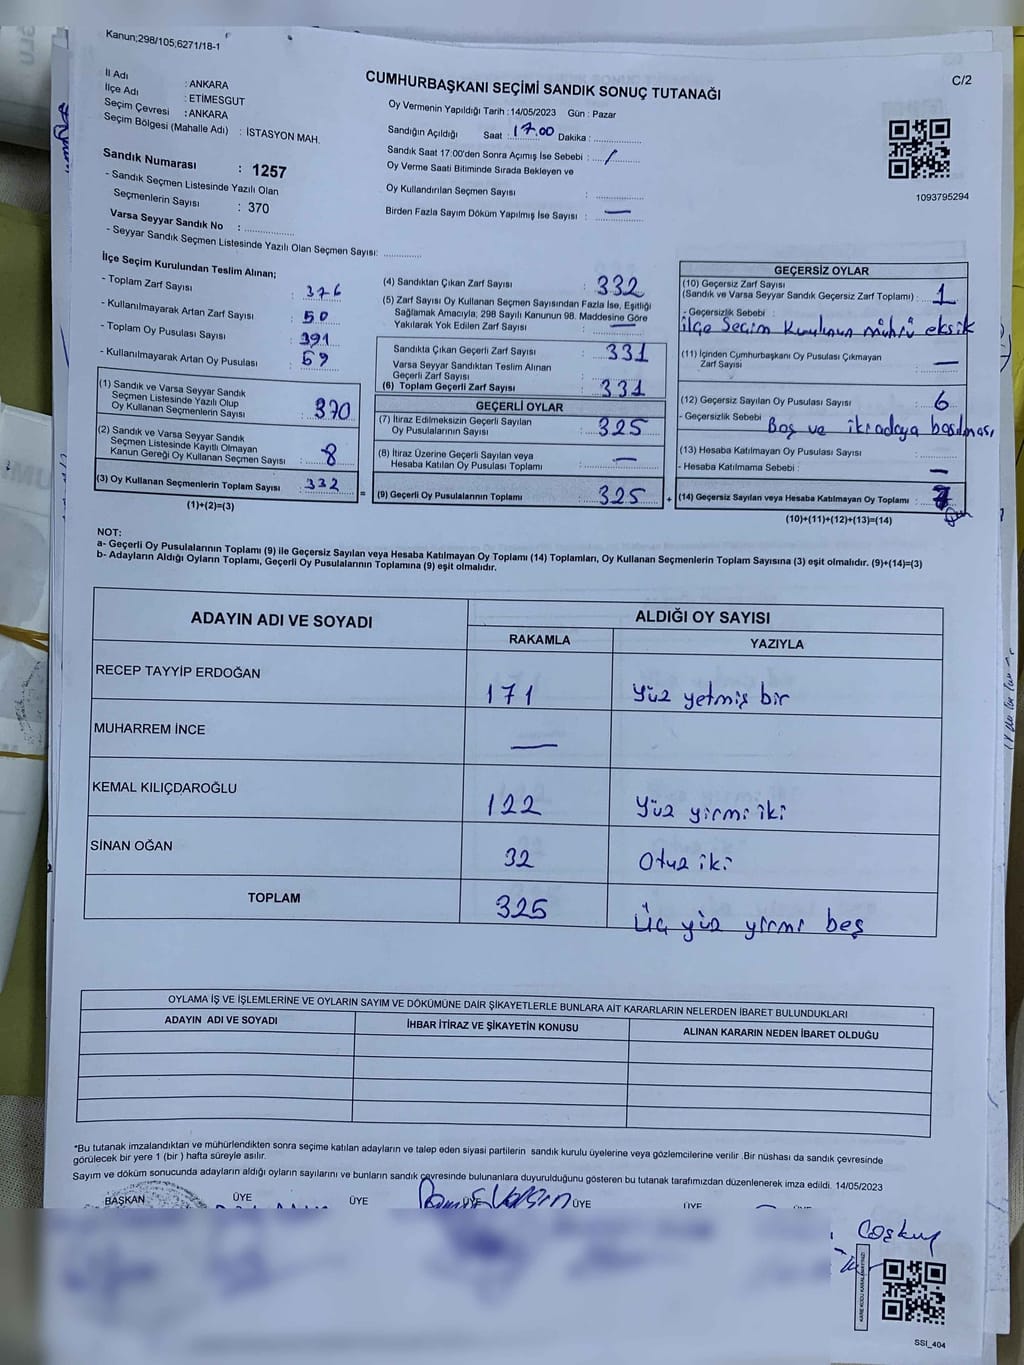 Kanun;298/105;6271/18-1
CUMHURBAŞKANI SEÇİMİ SANDIK SONUÇ TUTANAĞI
C/2
İl Adı : ANKARA
İlçe Adı : ETİMESGUT
Seçim Çevresi : ANKARA
Seçim Bölgesi (Mahalle Adı) : İSTASYON MAH.
Sandık Numarası : 1257
- Sandık Seçmen Listesinde Yazılı Olan
Seçmenlerin Sayısı : 370
Varsa Seyyar Sandık No :
- Seyyar Sandık Seçmen Listesinde Yazılı Olan Seçmen Sayısı:
Oy Vermenin Yapıldığı Tarih : 14/05/2023 Gün : Pazar
Sandığın Açıldığı Saat : 17.00 Dakika :
Sandık Saat 17:00'den Sonra Açımış İse Sebebi : /
Oy Verme Saati Bitiminde Sırada Bekleyen ve
Oy Kullandırılan Seçmen Sayısı :
Birden Fazla Sayım Döküm Yapılmış İse Sayısı : —
1093795294
İlçe Seçim Kurulundan Teslim Alınan;
- Toplam Zarf Sayısı : 376
- Kullanılmayarak Artan Zarf Sayısı : 50
- Toplam Oy Pusulası Sayısı : 391
- Kullanılmayarak Artan Oy Pusulası : 59
(1) Sandık ve Varsa Seyyar Sandık
Seçmen Listesinde Yazılı Olup
Oy Kullanan Seçmenlerin Sayısı : 370
(2) Sandık ve Varsa Seyyar Sandık
Seçmen Listesinde Kayıtlı Olmayan
Kanun Gereği Oy Kullanan Seçmen Sayısı : 8
(3) Oy Kullanan Seçmenlerin Toplam Sayısı : 332
(1)+(2)=(3)
=
(4) Sandıktan Çıkan Zarf Sayısı : 332
(5) Zarf Sayısı Oy Kullanan Seçmen Sayısından Fazla İse, Eşitliği
Sağlamak Amacıyla, 298 Sayılı Kanunun 98. Maddesine Göre
Yakılarak Yok Edilen Zarf Sayısı : —
Sandıkta Çıkan Geçerli Zarf Sayısı : 331
Varsa Seyyar Sandıktan Teslim Alınan
Geçerli Zarf Sayısı :
(6) Toplam Geçerli Zarf Sayısı : 331
GEÇERLİ OYLAR
(7) İtiraz Edilmeksizin Geçerli Sayılan
Oy Pusulalarının Sayısı : 325
(8) İtiraz Üzerine Geçerli Sayılan veya
Hesaba Katılan Oy Pusulası Toplamı : —
(9) Geçerli Oy Pusulalarının Toplamı : 325
+
GEÇERSİZ OYLAR
(10) Geçersiz Zarf Sayısı
(Sandık ve Varsa Seyyar Sandık Geçersiz Zarf Toplamı) : 1
- Geçersizlik Sebebi :
ilçe Seçim Kurulunun mührü eksik
(11) İçinden Cumhurbaşkanı Oy Pusulası Çıkmayan
Zarf Sayısı : —
(12) Geçersiz Sayılan Oy Pusulası Sayısı : 6
- Geçersizlik Sebebi : Boş ve iki adaya basılması
(13) Hesaba Katılmayan Oy Pusulası Sayısı :
- Hesaba Katılmama Sebebi : —
(14) Geçersiz Sayılan veya Hesaba Katılmayan Oy Toplamı : 7
(10)+(11)+(12)+(13)=(14)
NOT:
a- Geçerli Oy Pusulalarının Toplamı (9) ile Geçersiz Sayılan veya Hesaba Katılmayan Oy Toplamı (14) Toplamları, Oy Kullanan Seçmenlerin Toplam Sayısına (3) eşit olmalıdır. (9)+(14)=(3)
b- Adayların Aldığı Oyların Toplamı, Geçerli Oy Pusulalarının Toplamına (9) eşit olmalıdır.
ADAYIN ADI VE SOYADI
ALDIĞI OY SAYISI
RAKAMLA YAZIYLA
RECEP TAYYİP ERDOĞAN 171 Yüz yetmiş bir
MUHARREM İNCE —
KEMAL KILIÇDAROĞLU 122 Yüz yirmi iki
SİNAN OĞAN 32 Otuz iki
TOPLAM 325 Üç yüz yirmi beş
OYLAMA İŞ VE İŞLEMLERİNE VE OYLARIN SAYIM VE DÖKÜMÜNE DAİR ŞİKAYETLERLE BUNLARA AİT KARARLARIN NELERDEN İBARET BULUNDUKLARI
ADAYIN ADI VE SOYADI İHBAR İTİRAZ VE ŞİKAYETİN KONUSU ALINAN KARARIN NEDEN İBARET OLDUĞU
*Bu tutanak imzalandıktan ve mühürlendikten sonra seçime katılan adayların ve talep eden siyasi partilerin sandık kurulu üyelerine veya gözlemcilerine verilir .Bir nüshası da sandık çevresinde
görülecek bir yere 1 (bir ) hafta süreyle asılır.
Sayım ve döküm sonucunda adayların aldığı oyların sayılarını ve bunların sandık çevresinde bulunanlara duyurulduğunu gösteren bu tutanak tarafımızdan düzenlenerek imza edildi. 14/05/2023
BAŞKAN ÜYE ÜYE ÜYE ÜYE ÜYE
Coşkun
KARE KODU KARALAMAYINIZ!
SSI_404